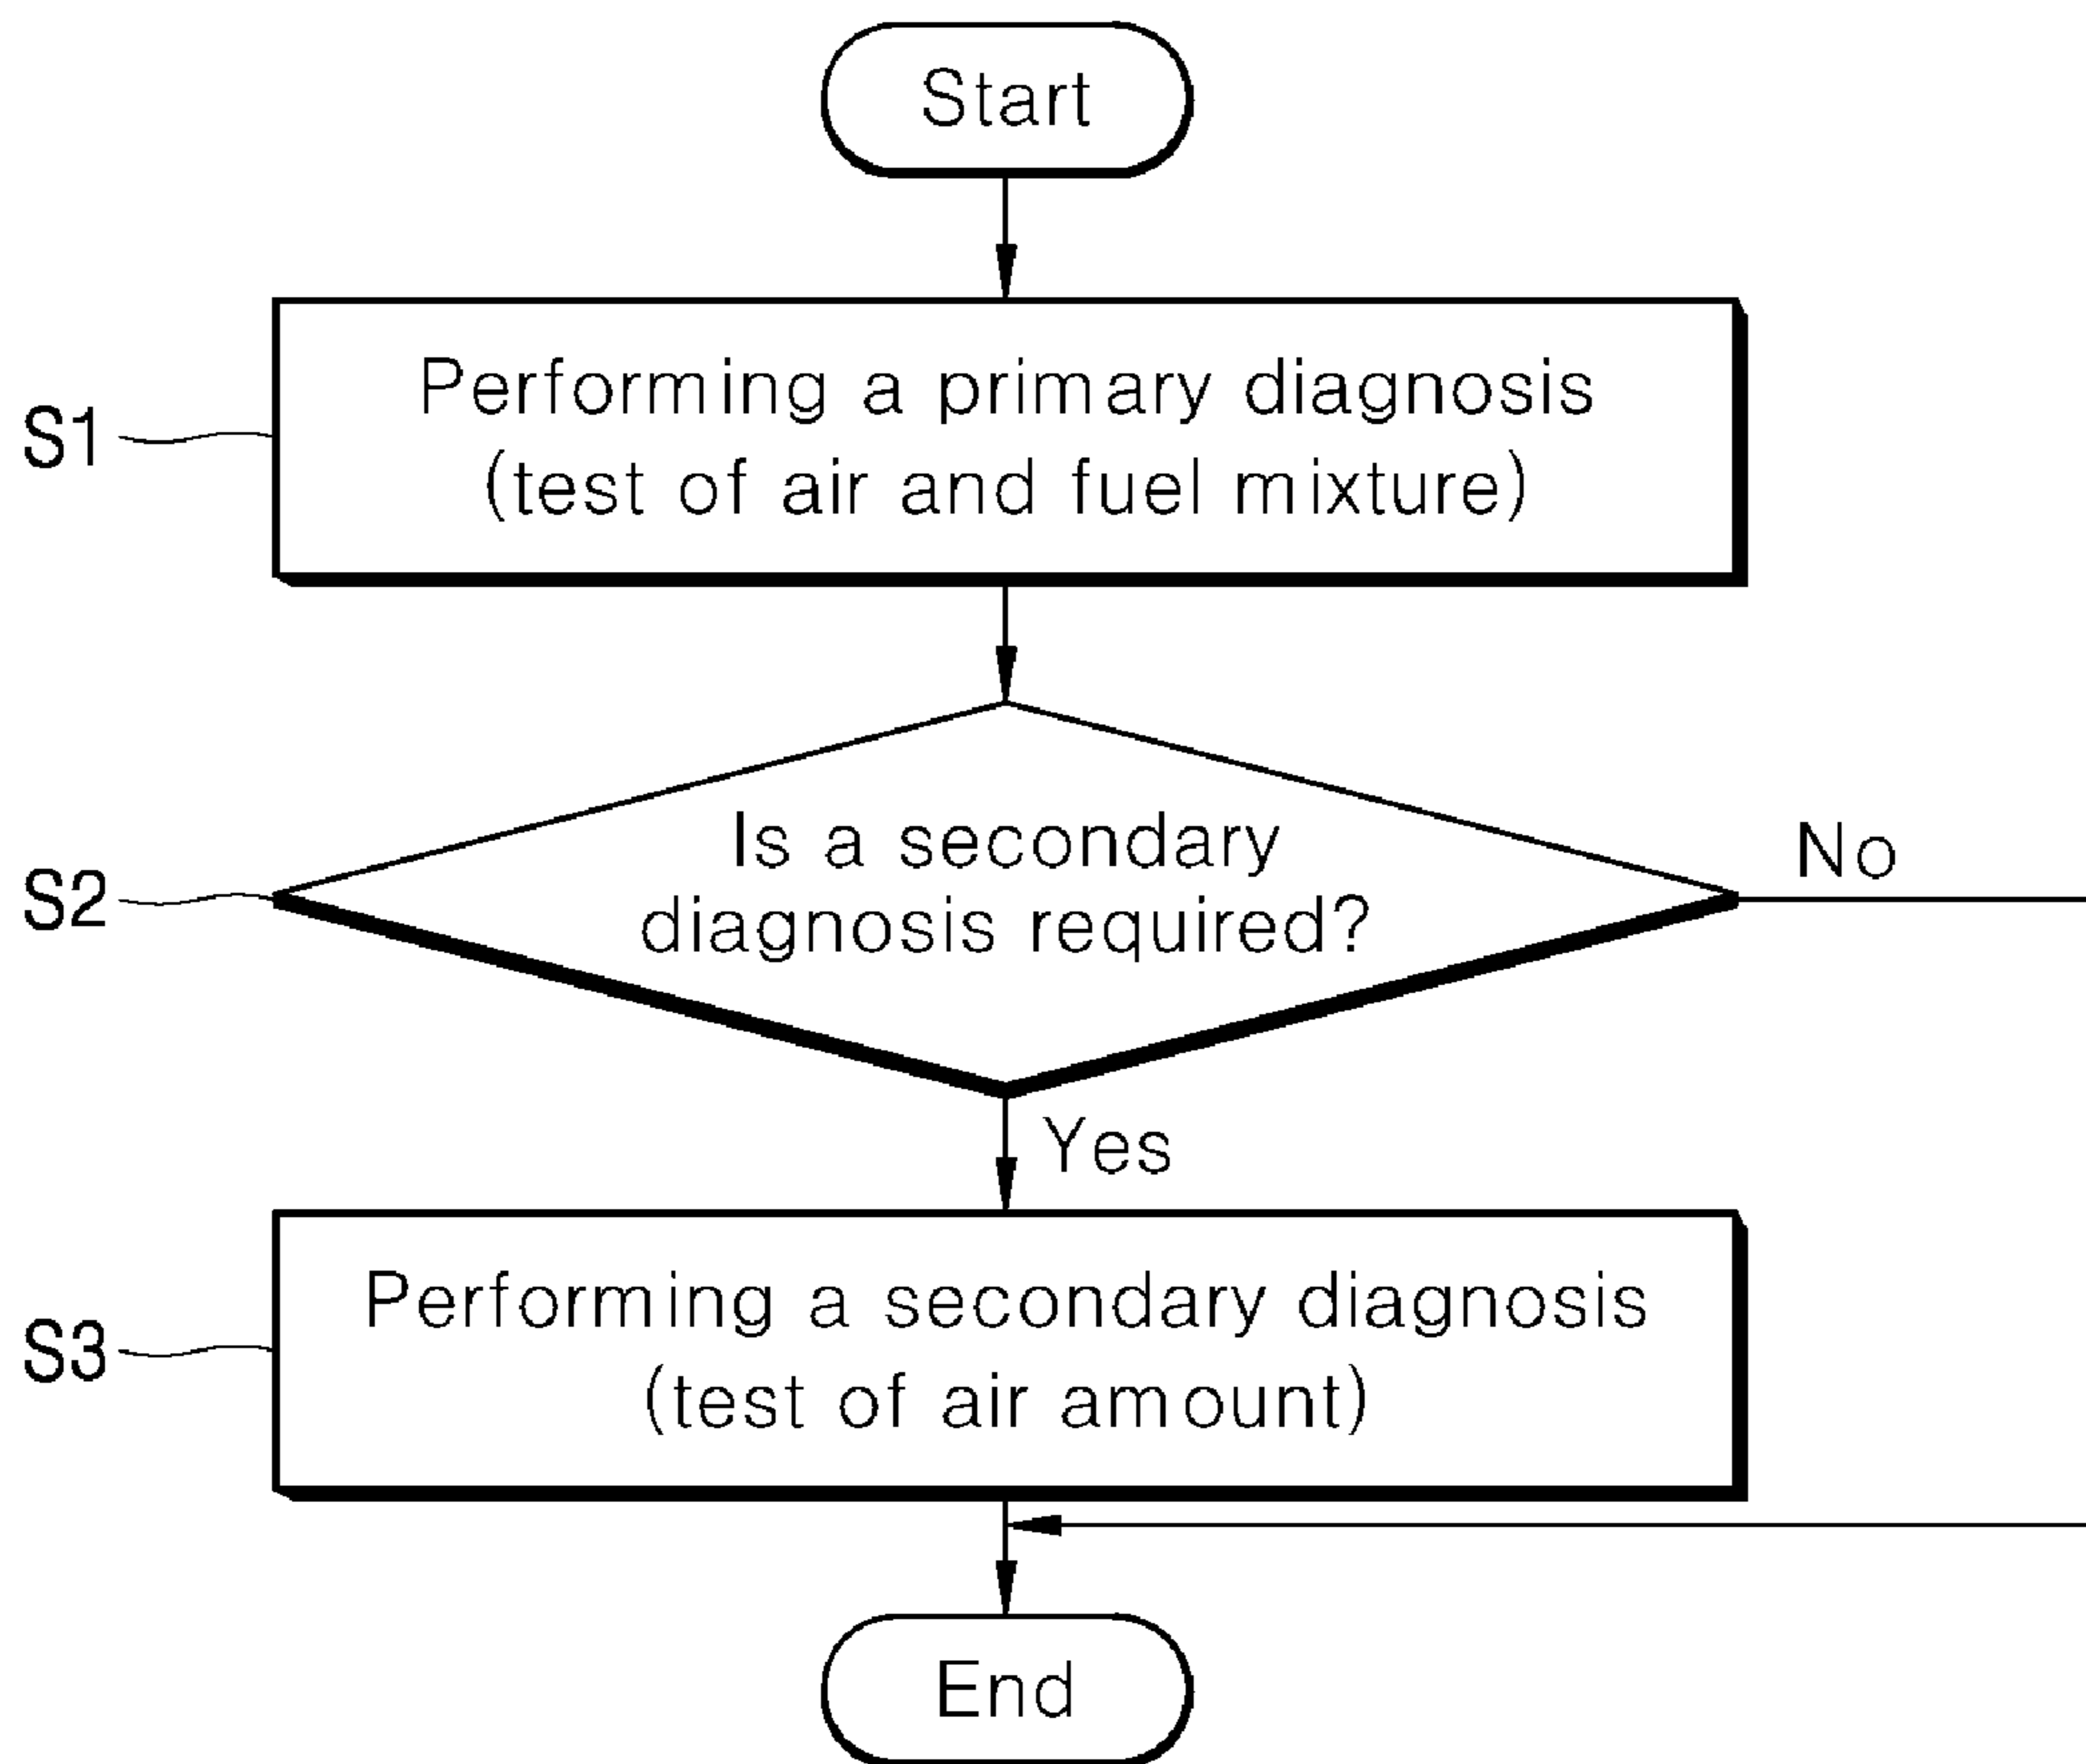 Start
S1
Performing a primary diagnosis
(test of air and fuel mixture)
S2
Is a secondary
diagnosis required?
No
Yes
S3
Performing a secondary diagnosis
(test of air amount)
End